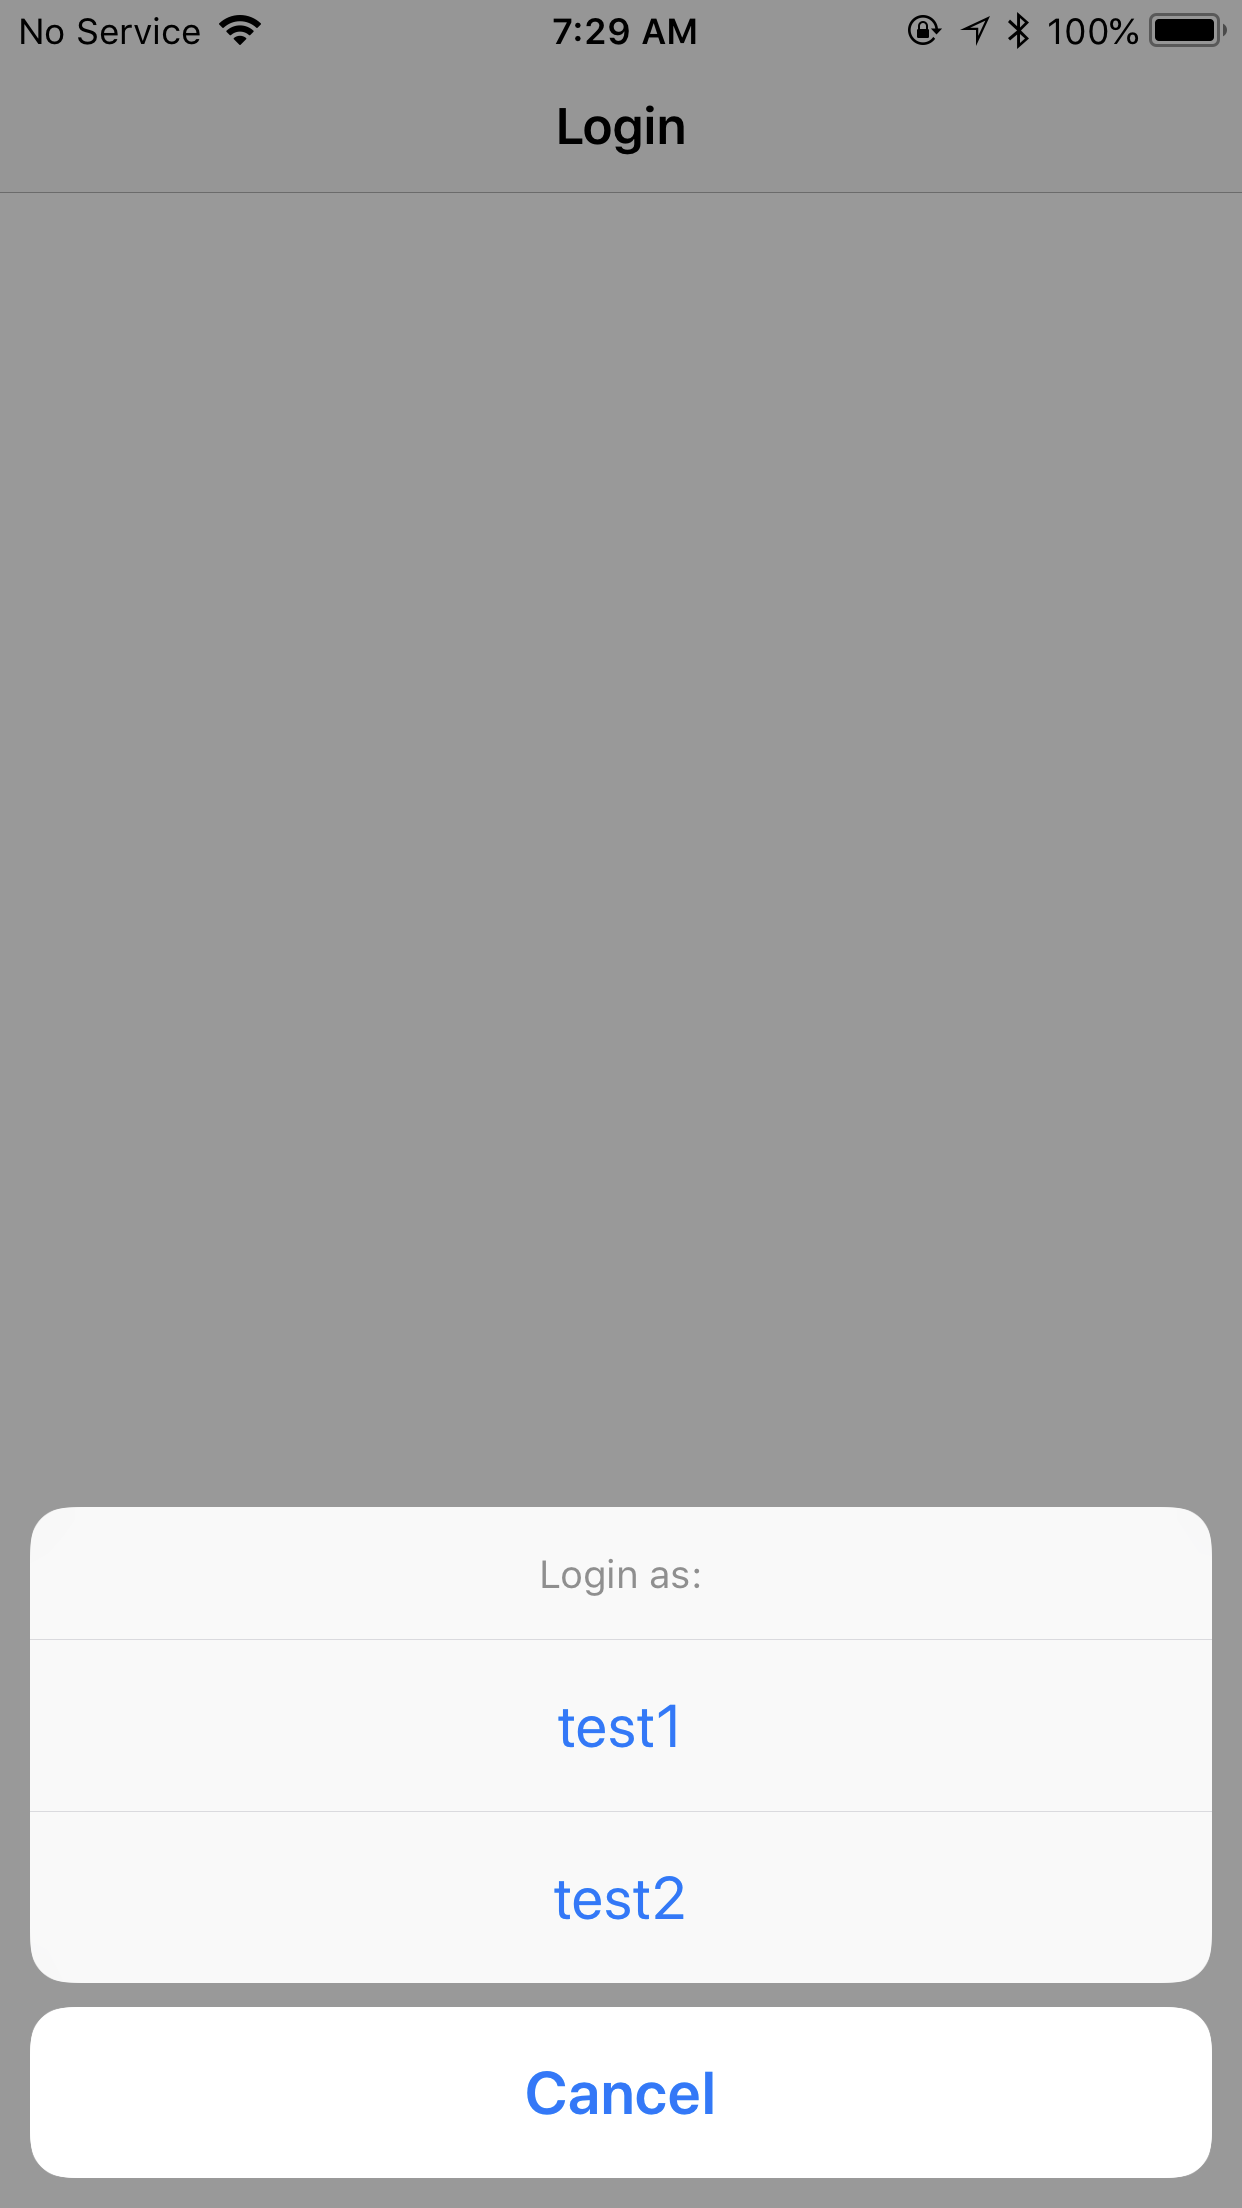 No Service 7:29 AM 100%
Login
Login as:
test1
test2
Cancel